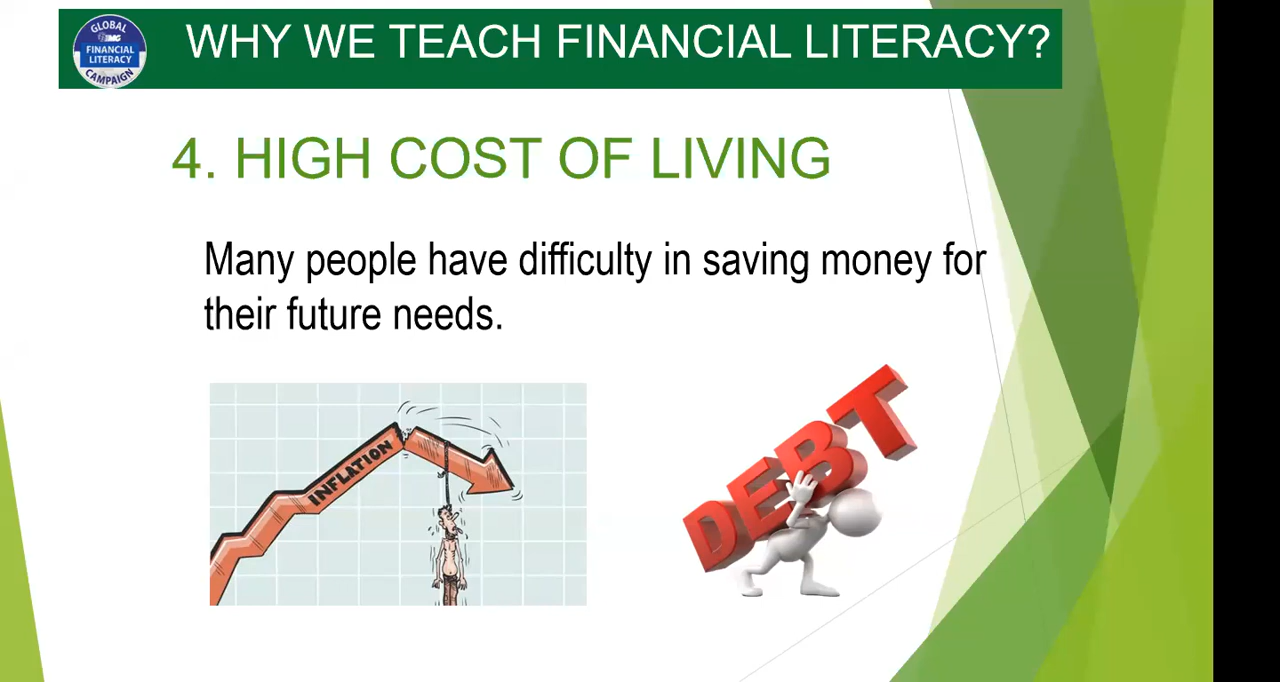 GLOBAL
IMG
FINANCIAL
LITERACY
CAMPAIGN
WHY WE TEACH FINANCIAL LITERACY?
4. HIGH COST OF LIVING
Many people have difficulty in saving money for
their future needs.
INFLATION
DEBT